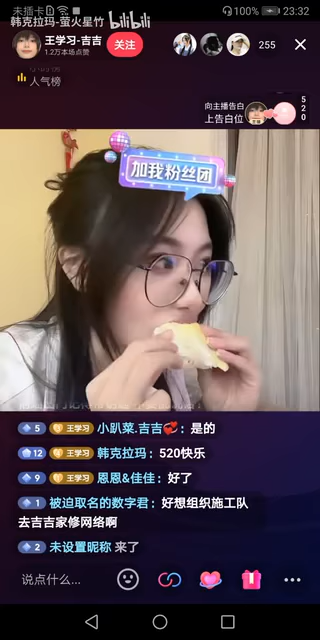 未插卡 100% 23:32
韩克拉玛-萤火星竹 bilibili
王学习-吉吉
1.2万本场点赞
关注
255
人气榜
向主播告白
上告白位
520
加我粉丝团
5 王学习 小趴菜.吉吉💞：是的
12 王学习 韩克拉玛：520快乐
9 王学习 恩恩&佳佳：好了
1 被迫取名的数字君：好想组织施工队
去吉吉家修网络啊
2 未设置昵称 来了
说点什么...